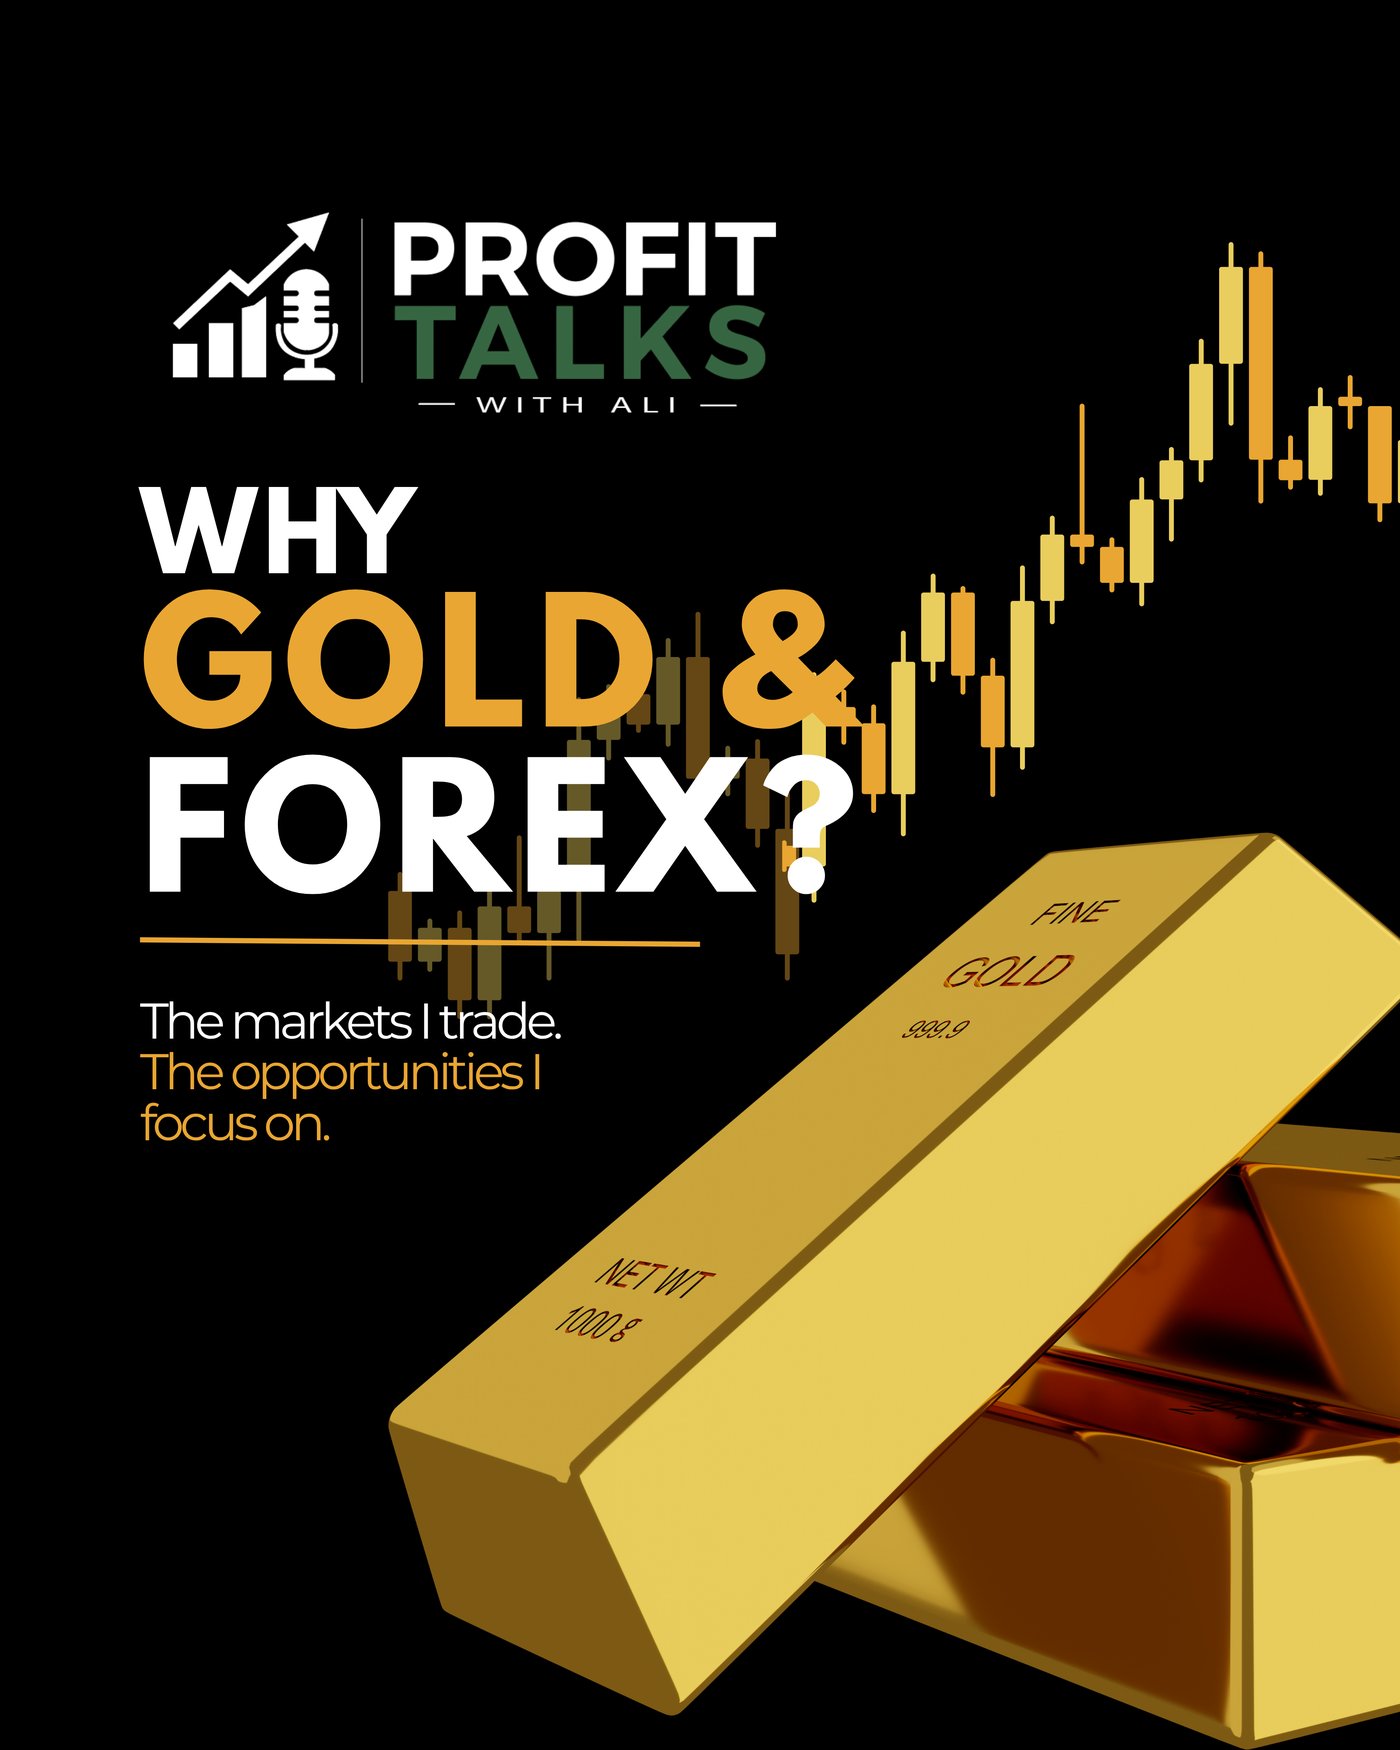 PROFIT
TALKS
WITH ALI
WHY
GOLD &
FOREX?
The markets I trade.
The opportunities I
focus on.
FINE
GOLD
999.9
NET WT
1000 g